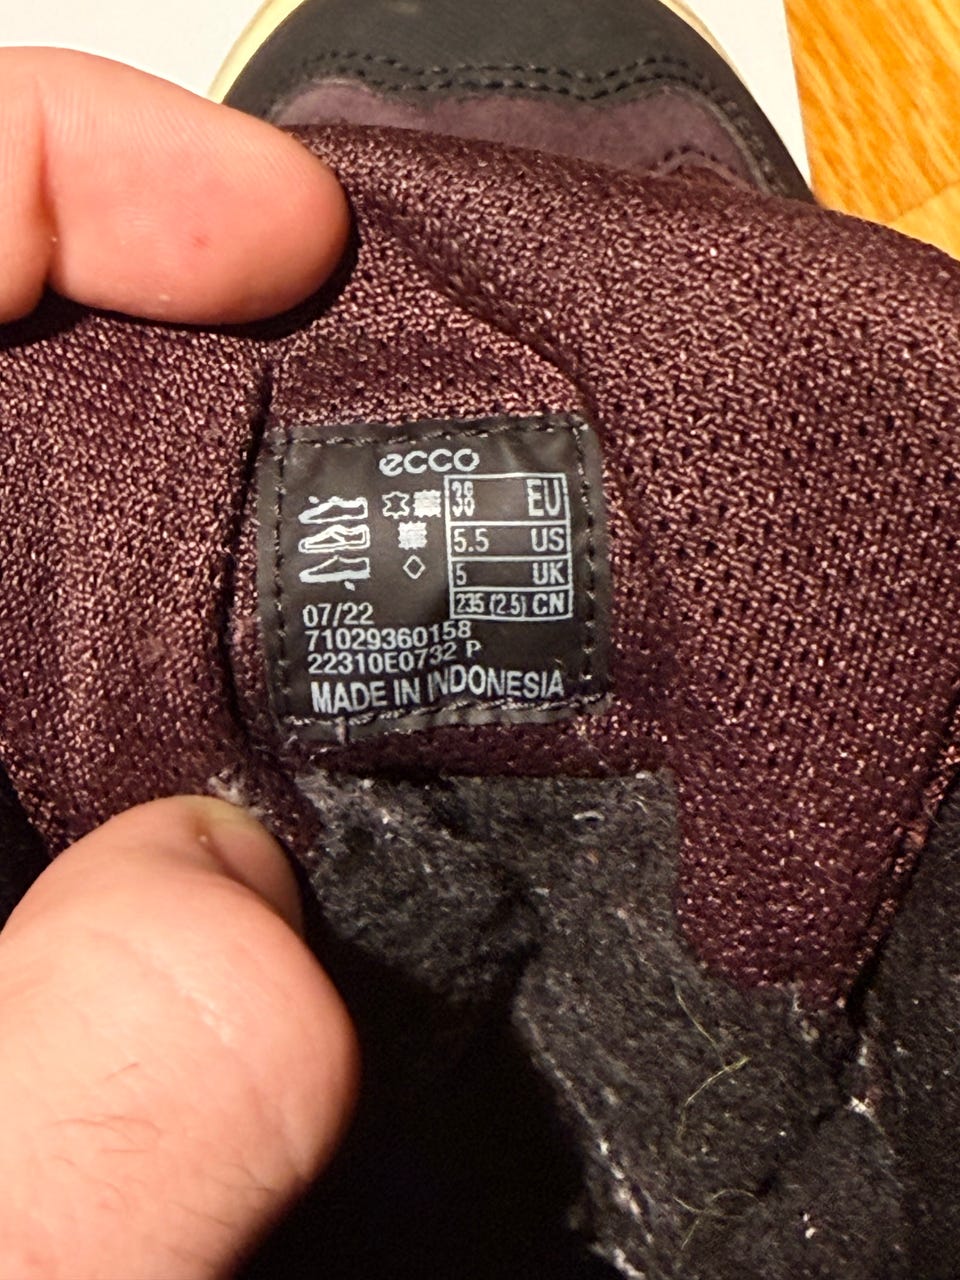 ecco
38 EU
5.5 US
5 UK
235 (2.5) CN
07/22
71029360158
22310E0732 P
MADE IN INDONESIA